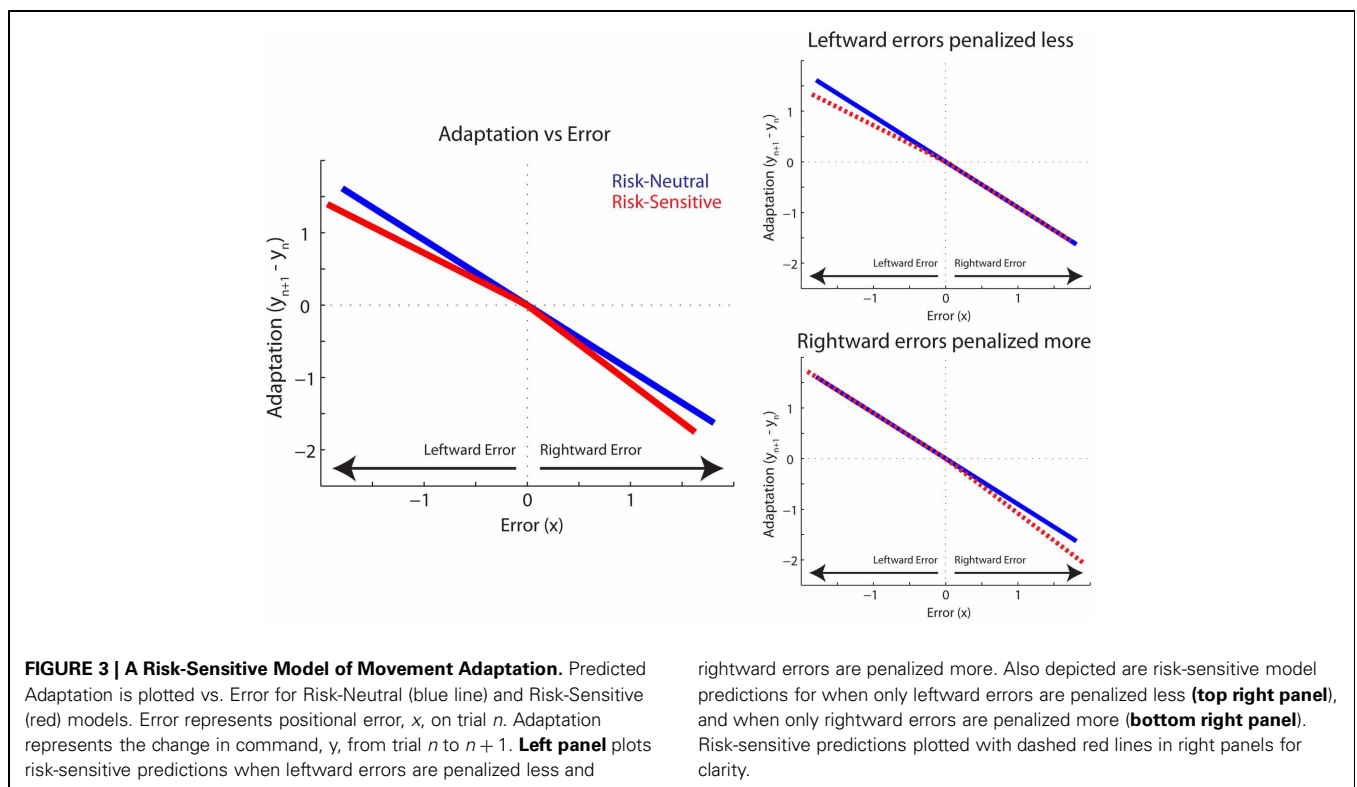 Adaptation vs Error
Risk-Neutral
Risk-Sensitive
Adaptation (yn+1 - yn)
1
0
−1
−2
Leftward Error
Rightward Error
−1
0
1
Error (x)
Leftward errors penalized less
Adaptation (yn+1 - yn)
1
0
−1
−2
Leftward Error
Rightward Error
−1
0
1
Error (x)
Rightward errors penalized more
Adaptation (yn+1 - yn)
1
0
−1
−2
Leftward Error
Rightward Error
−1
0
1
Error (x)
FIGURE 3 | A Risk-Sensitive Model of Movement Adaptation. Predicted
Adaptation is plotted vs. Error for Risk-Neutral (blue line) and Risk-Sensitive
(red) models. Error represents positional error, x, on trial n. Adaptation
represents the change in command, y, from trial n to n + 1. Left panel plots
risk-sensitive predictions when leftward errors are penalized less and
rightward errors are penalized more. Also depicted are risk-sensitive model
predictions for when only leftward errors are penalized less (top right panel),
and when only rightward errors are penalized more (bottom right panel).
Risk-sensitive predictions plotted with dashed red lines in right panels for
clarity.